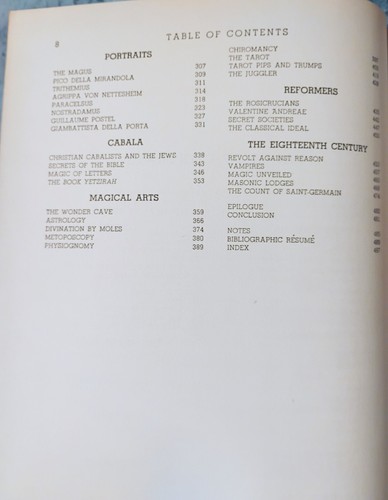 8
TABLE OF CONTENTS
PORTRAITS
THE MAGUS 307
PICO DELLA MIRANDOLA 309
TRITHEMIUS 311
AGRIPPA VON NETTESHEIM 314
PARACELSUS 318
NOSTRADAMUS 223
GUILLAUME POSTEL 327
GIAMBATTISTA DELLA PORTA 331
CABALA
CHRISTIAN CABALISTS AND THE JEWS 338
SECRETS OF THE BIBLE 343
MAGIC OF LETTERS 346
THE BOOK YETZIRAH 353
MAGICAL ARTS
THE WONDER CAVE 359
ASTROLOGY 366
DIVINATION BY MOLES 374
METOPOSCOPY 380
PHYSIOGNOMY 389
CHIROMANCY
THE TAROT
TAROT PIPS AND TRUMPS
THE JUGGLER
REFORMERS
THE ROSICRUCIANS
VALENTINE ANDREAE
SECRET SOCIETIES
THE CLASSICAL IDEAL
THE EIGHTEENTH CENTURY
REVOLT AGAINST REASON
VAMPIRES
MAGIC UNVEILED
MASONIC LODGES
THE COUNT OF SAINT-GERMAIN
EPILOGUE
CONCLUSION
NOTES
BIBLIOGRAPHIC RÉSUMÉ
INDEX